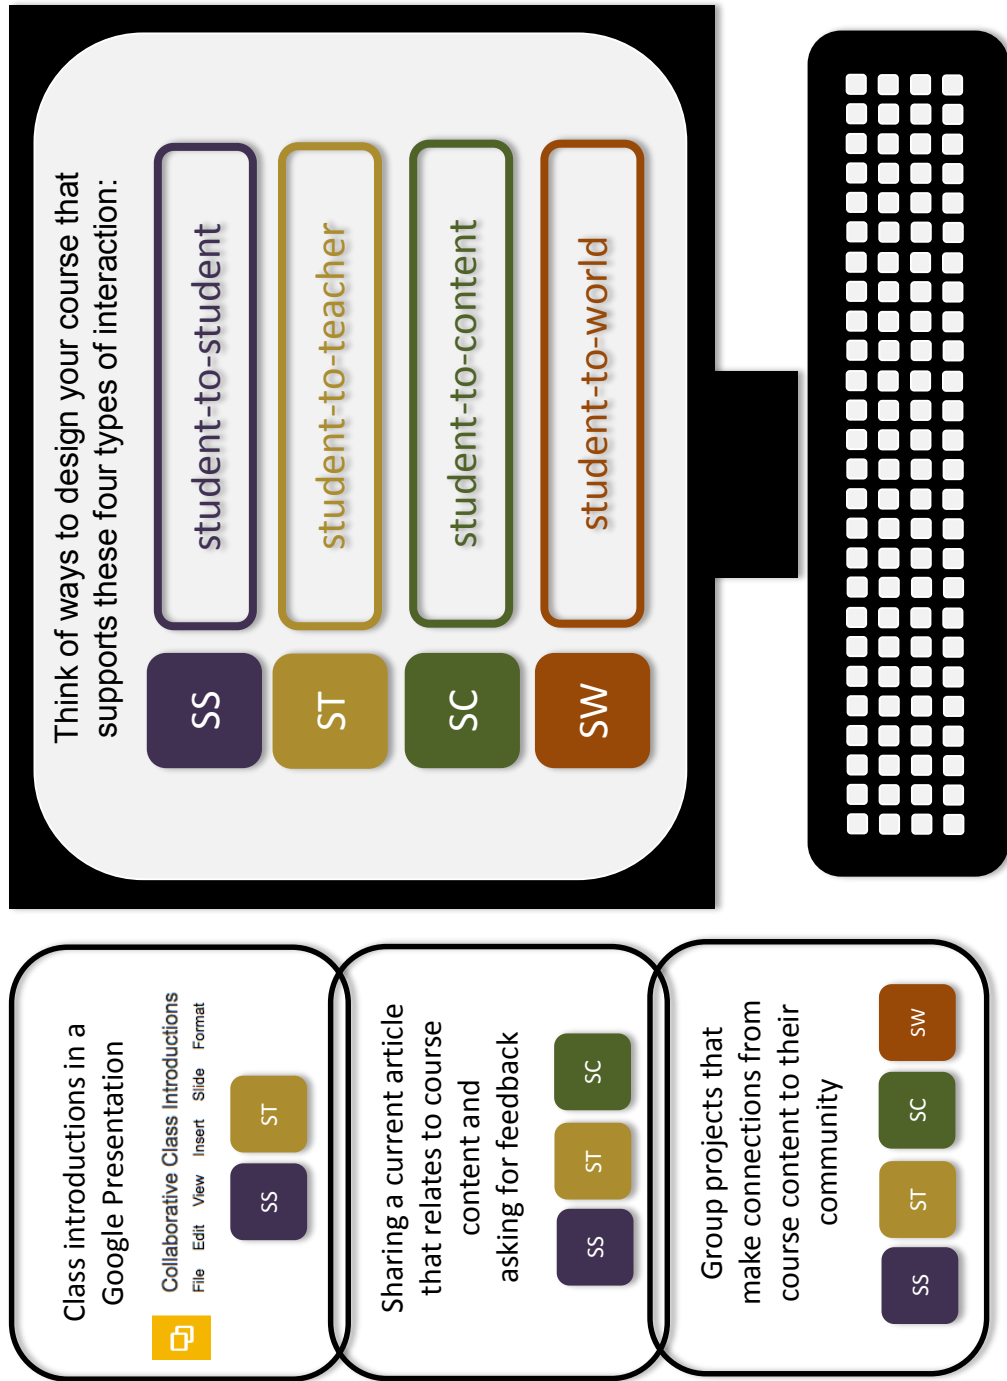 Think of ways to design your course that
supports these four types of interaction:
SS student-to-student
ST student-to-teacher
SC student-to-content
SW student-to-world
Class introductions in a
Google Presentation
Collaborative Class Introductions
File Edit View Insert Slide Format
SS ST
Sharing a current article
that relates to course
content and
asking for feedback
SS ST SC
Group projects that
make connections from
course content to their
community
SS ST SC SW